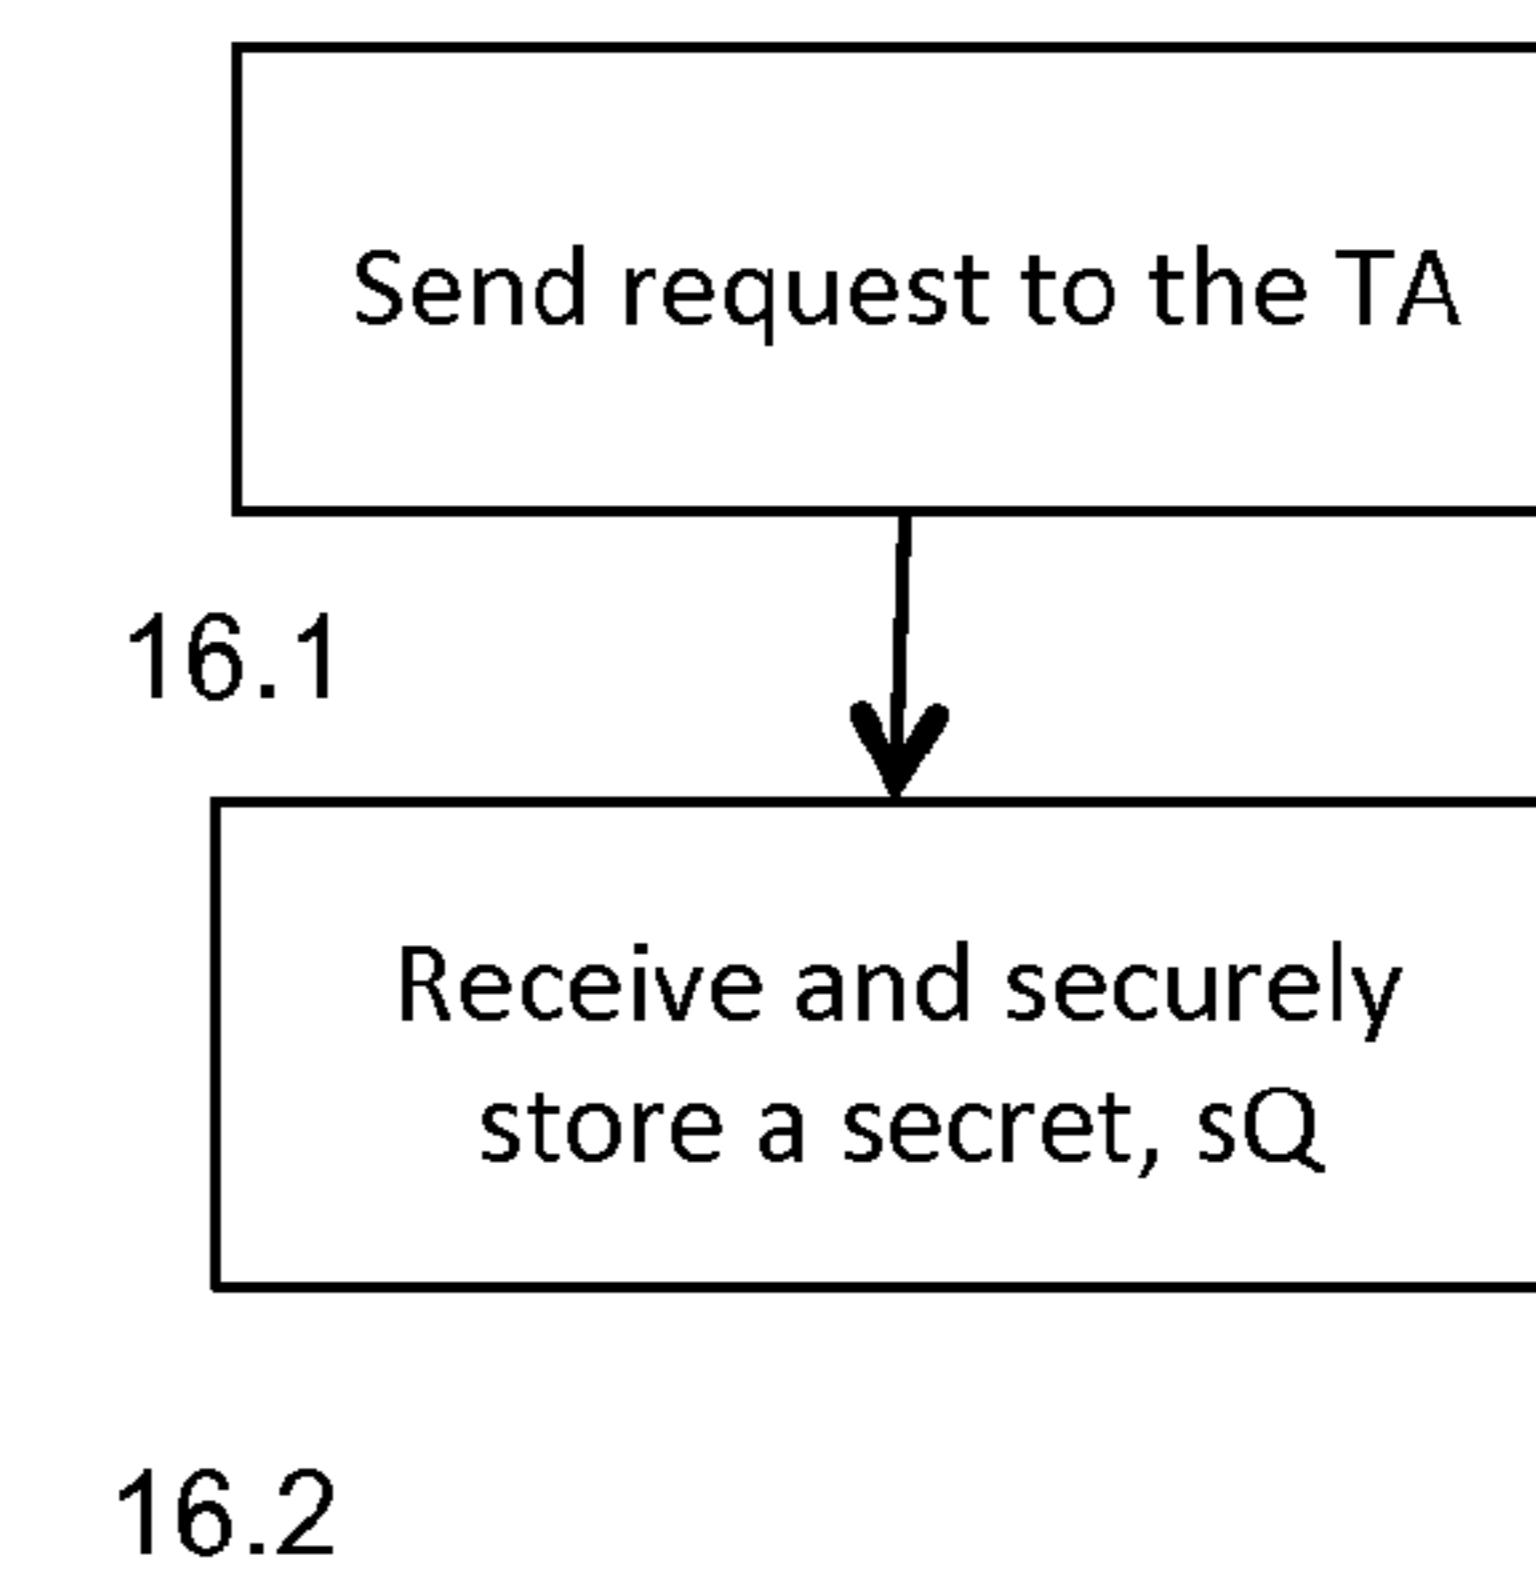 Send request to the TA
16.1
Receive and securely
store a secret, sQ
16.2